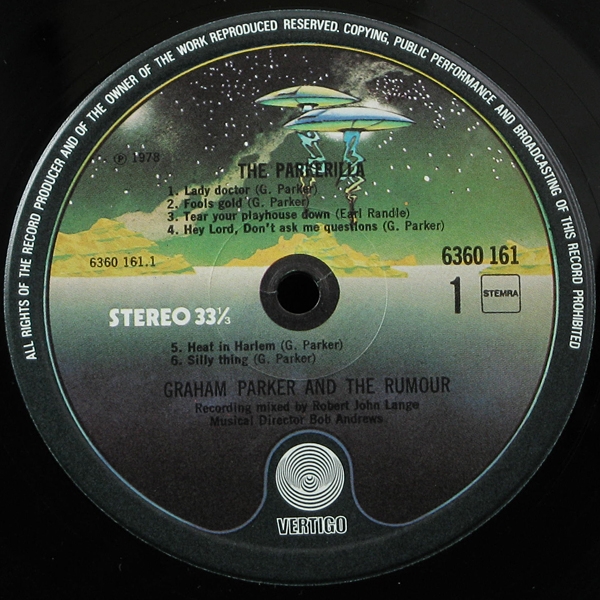 ALL RIGHTS OF THE RECORD PRODUCER AND OF THE OWNER OF THE WORK REPRODUCED RESERVED. COPYING, PUBLIC PERFORMANCE AND BROADCASTING OF THIS RECORD PROHIBITED
℗ 1978
THE PARKERILLA
1. Lady doctor (G. Parker)
2. Fools gold (G. Parker)
3. Tear your playhouse down (Earl Randle)
4. Hey Lord, Don't ask me questions (G. Parker)
6360 161.1
6360 161
1 STEMRA
STEREO 33⅓
5. Heat in Harlem (G. Parker)
6. Silly thing (G. Parker)
GRAHAM PARKER AND THE RUMOUR
Recording mixed by Robert John Lange
Musical Director Bob Andrews
VERTIGO